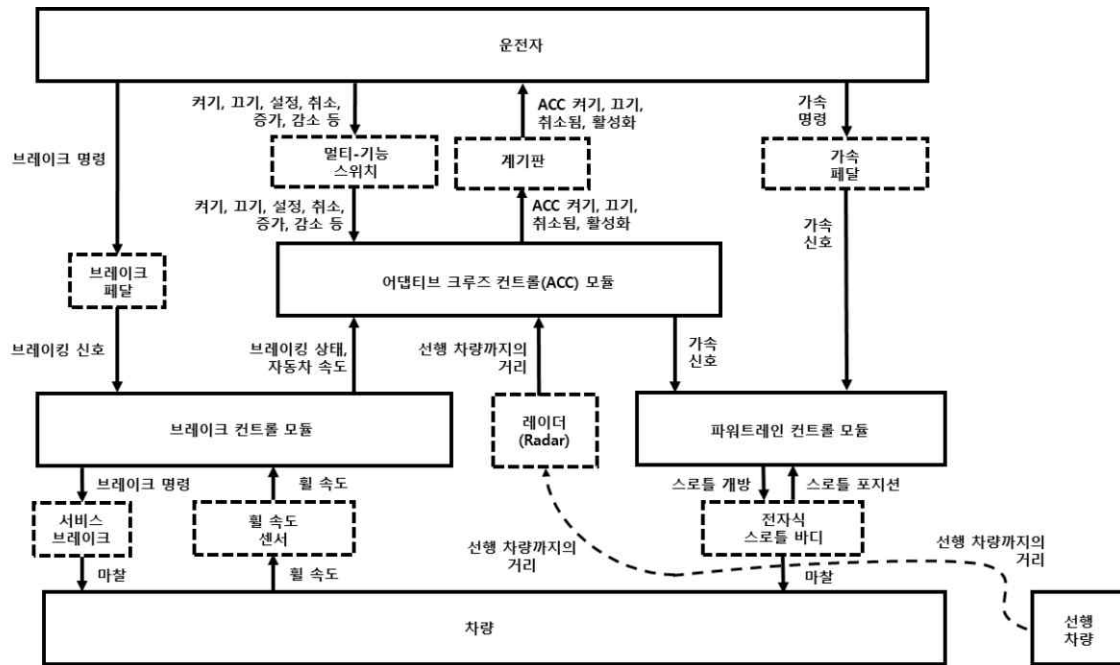 운전자
켜기, 끄기, 설정, 취소,
증가, 감소 등
ACC 켜기, 끄기,
취소됨, 활성화
가속
명령
브레이크 명령
멀티-기능
스위치
계기판
가속
페달
켜기, 끄기, 설정, 취소,
증가, 감소 등
ACC 켜기, 끄기,
취소됨, 활성화
가속
신호
브레이크
페달
어댑티브 크루즈 컨트롤(ACC) 모듈
브레이킹 신호
브레이킹 상태,
자동차 속도
선행 차량까지의
거리
가속
신호
브레이크 컨트롤 모듈
레이더
(Radar)
파워트레인 컨트롤 모듈
브레이크 명령
휠 속도
스로틀 개방
스로틀 포지션
서비스
브레이크
휠 속도
센서
전자식
스로틀 바디
선행 차량까지의
거리
선행 차량까지의
거리
마찰
휠 속도
마찰
차량
선행
차량